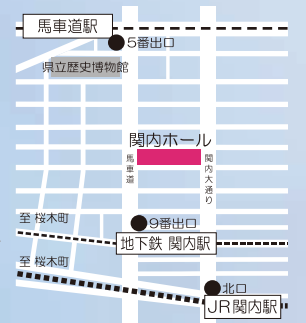 馬車道駅
5番出口
県立歴史博物館
関内ホール
馬車道
関内大通り
9番出口
至 桜木町
地下鉄 関内駅
至 桜木町
北口
JR関内駅